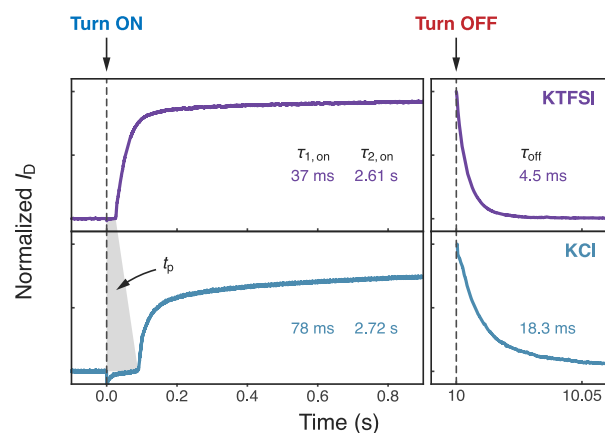 Turn ON
Turn OFF
KTFSI
τ1, on τ2, on τoff
37 ms 2.61 s 4.5 ms
Normalized ID
KCl
tp
78 ms 2.72 s 18.3 ms
0.0 0.2 0.4 0.6 0.8 10 10.05
Time (s)